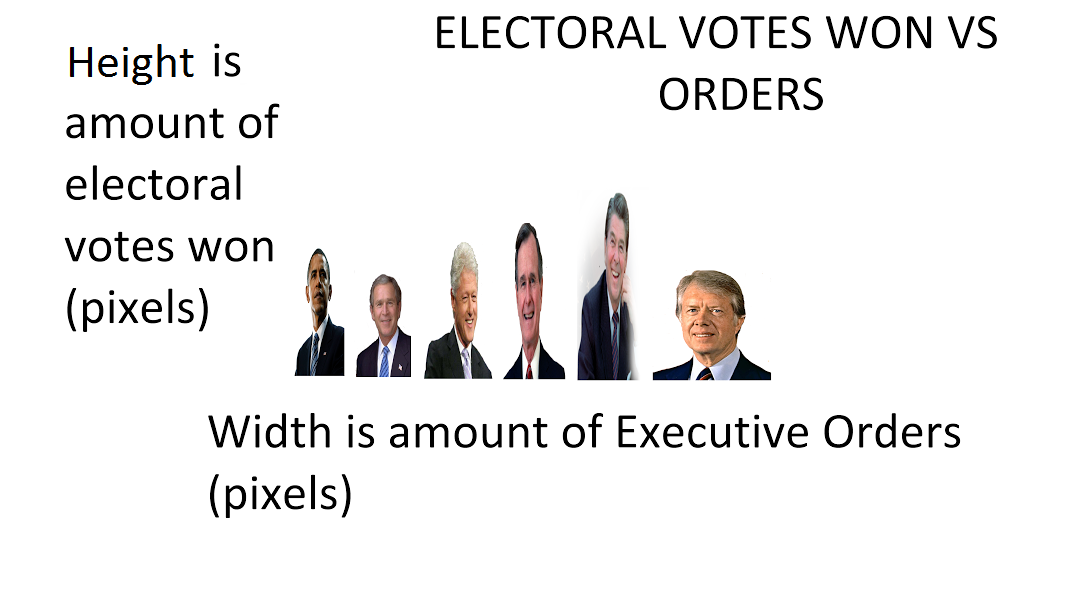 ELECTORAL VOTES WON VS
ORDERS
Height is
amount of
electoral
votes won
(pixels)
Width is amount of Executive Orders
(pixels)